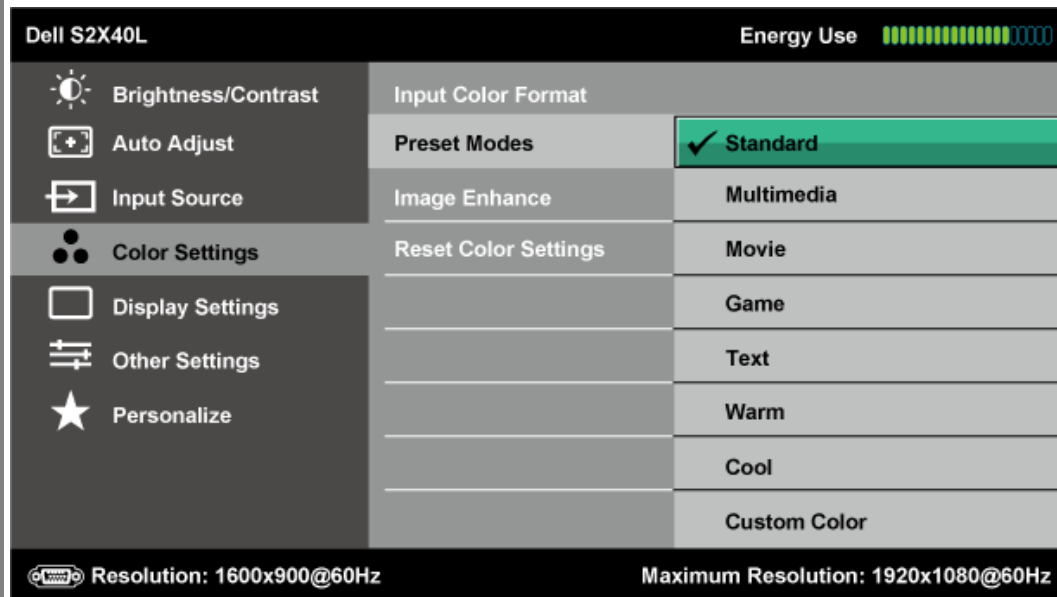 Dell S2X40L
Energy Use
Brightness/Contrast
Auto Adjust
Input Source
Color Settings
Display Settings
Other Settings
Personalize
Input Color Format
Preset Modes
Image Enhance
Reset Color Settings
Standard
Multimedia
Movie
Game
Text
Warm
Cool
Custom Color
Resolution: 1600x900@60Hz
Maximum Resolution: 1920x1080@60Hz